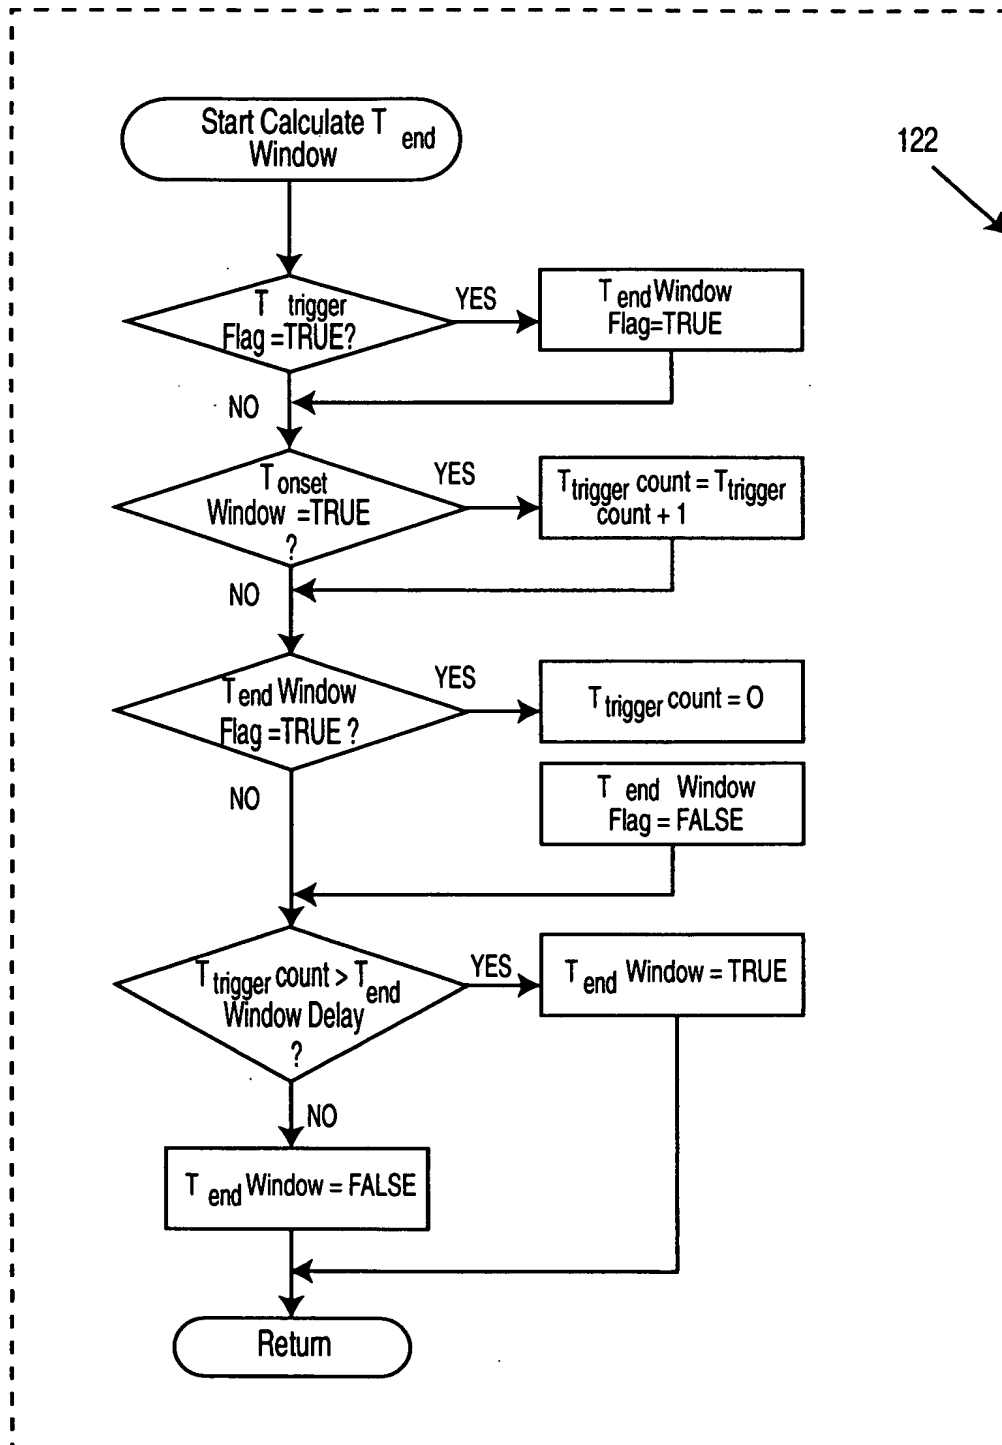 Start Calculate T end
Window
122
T trigger
Flag =TRUE?
YES
T end Window
Flag=TRUE
NO
T onset
Window =TRUE
?
YES
T trigger count = T trigger
count + 1
NO
T end Window
Flag =TRUE ?
YES
T trigger count = O
NO
T end Window
Flag = FALSE
T trigger count > T end
Window Delay
?
YES
T end Window = TRUE
NO
T end Window = FALSE
Return